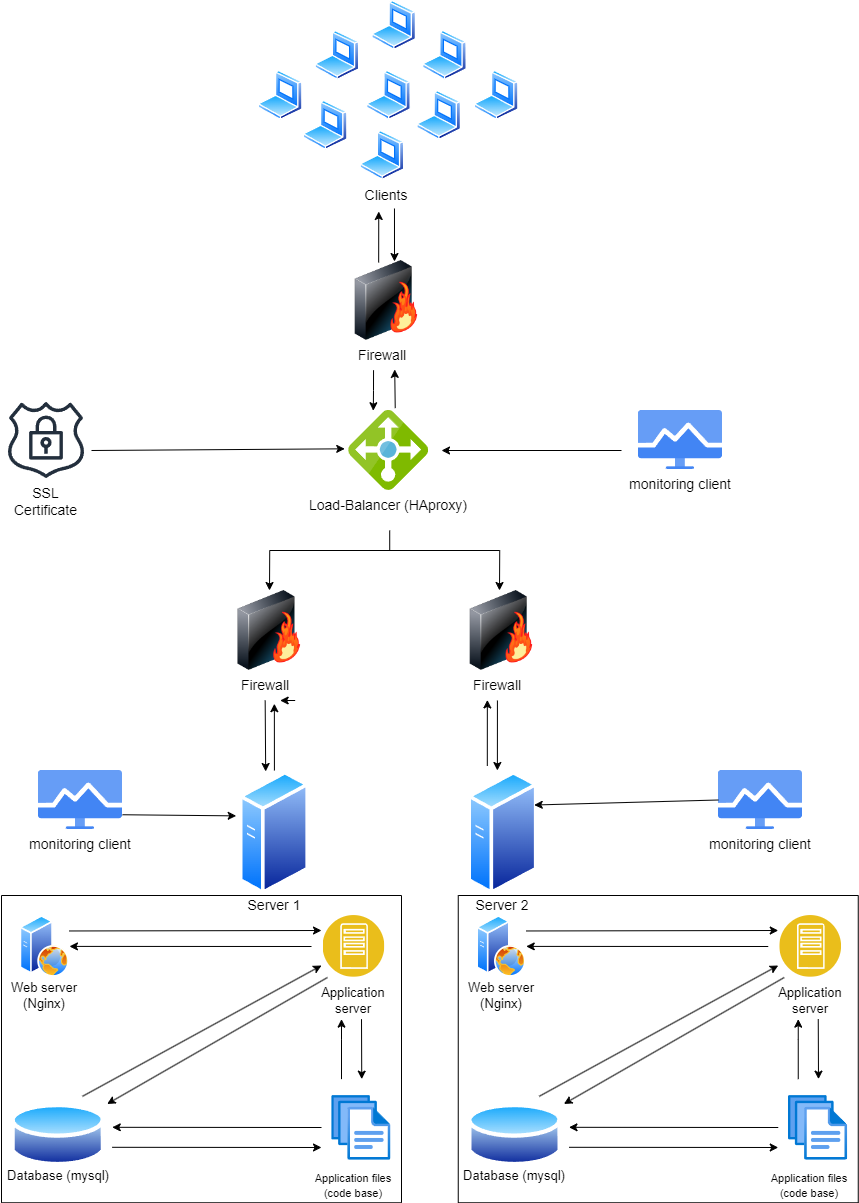 Clients
Firewall
SSL
Certificate
monitoring client
Load-Balancer (HAproxy)
Firewall
Firewall
monitoring client
monitoring client
Server 1
Server 2
Web server
(Nginx)
Application
server
Web server
(Nginx)
Application
server
Database (mysql)
Application files
(code base)
Database (mysql)
Application files
(code base)